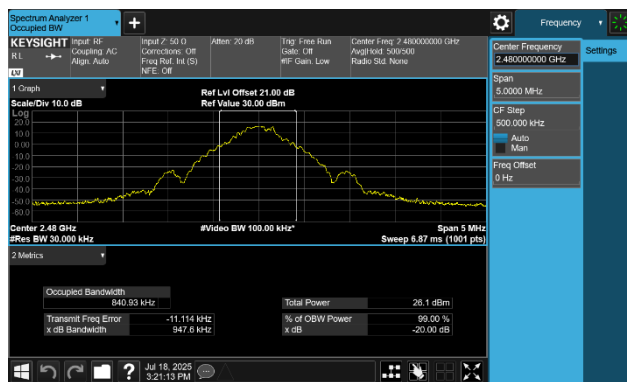 Spectrum Analyzer 1
Occupied BW
Frequency
KEYSIGHT Input: RF
R L Coupling: AC
Align: Auto
LXI
Input Z: 50 Ω
Corrections: Off
Freq Ref: Int (S)
NFE: Off
Atten: 20 dB
Trig: Free Run
Gate: Off
#IF Gain: Low
Center Freq: 2.480000000 GHz
Avg|Hold: 500/500
Radio Std: None
Center Frequency
2.480000000 GHz
Settings
Span
5.0000 MHz
CF Step
500.000 kHz
Auto
Man
Freq Offset
0 Hz
1 Graph
Scale/Div 10.0 dB
Ref Lvl Offset 21.00 dB
Ref Value 30.00 dBm
Log
20.0
10.0
0.00
-10.0
-20.0
-30.0
-40.0
-50.0
-60.0
Center 2.48 GHz
#Video BW 100.00 kHz*
Span 5 MHz
#Res BW 30.000 kHz
Sweep 6.87 ms (1001 pts)
2 Metrics
Occupied Bandwidth
840.93 kHz
Total Power 26.1 dBm
Transmit Freq Error -11.114 kHz
% of OBW Power 99.00 %
x dB Bandwidth 947.6 kHz
x dB -20.00 dB
Jul 18, 2025
3:21:13 PM